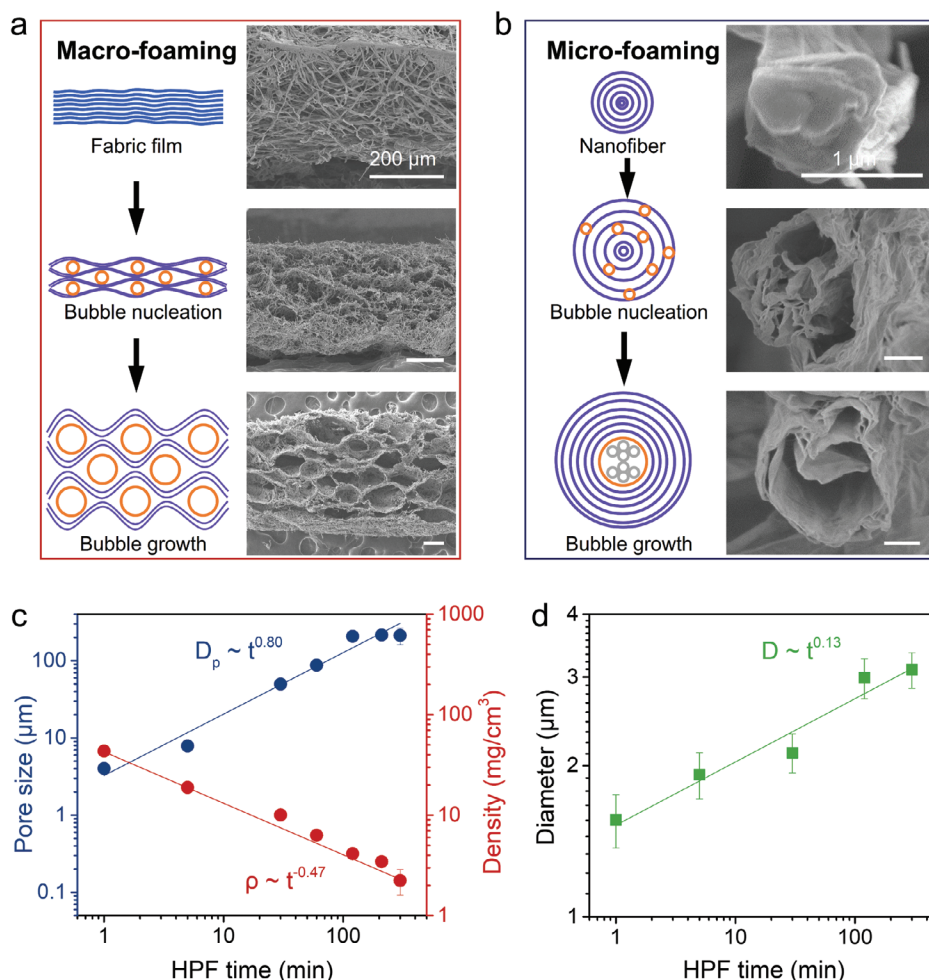 a
Macro-foaming
Fabric film
200 μm
Bubble nucleation
Bubble growth
b
Micro-foaming
Nanofiber
1 μm
Bubble nucleation
Bubble growth
c
Pore size (μm)
100
10
1
0.1
D_p ~ t^0.80
ρ ~ t^-0.47
1000
100
10
1
Density (mg/cm³)
1 10 100
HPF time (min)
d
Diameter (μm)
4
3
2
1
D ~ t^0.13
1 10 100
HPF time (min)